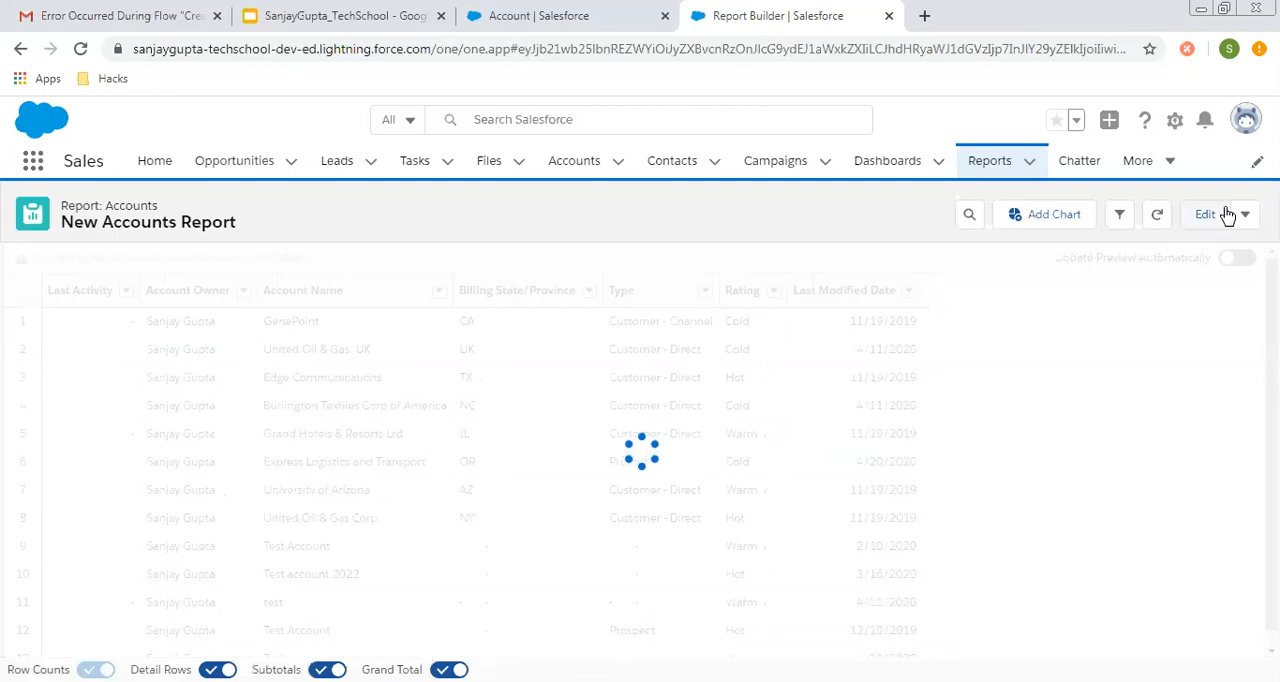 Error Occurred During Flow "Cres
SanjayGupta_TechSchool - Goog
Account | Salesforce
Report Builder | Salesforce
sanjaygupta-techschool-dev-ed.lightning.force.com/one/one.app#
S
Apps
Hacks
All
Search Salesforce
Sales
Home
Opportunities
Leads
Tasks
Files
Accounts
Contacts
Campaigns
Dashboards
Reports
Chatter
More
Report: Accounts
New Accounts Report
Add Chart
Edit
Update Preview Automatically
Last Activity Account Owner Account Name Billing State/Province Type Rating Last Modified Date
1 - Sanjay Gupta GenePoint CA Customer - Channel Cold 11/19/2019
2 Sanjay Gupta United Oil & Gas, UK UK Customer - Direct Cold 4/11/2020
3 Sanjay Gupta Edge Communications TX Customer - Direct Hot 11/19/2019
4 Sanjay Gupta Burlington Textiles Corp of America NC Customer - Direct Cold 4/11/2020
5 - Sanjay Gupta Grand Hotels & Resorts Ltd IL Customer - Direct Warm 11/19/2019
6 Sanjay Gupta Express Logistics and Transport OR Cold 4/20/2020
7 Sanjay Gupta University of Arizona AZ Customer - Direct Warm 11/19/2019
8 Sanjay Gupta United Oil & Gas Corp. NY Customer - Direct Hot 11/19/2019
9 Sanjay Gupta Test Account - - Warm 2/10/2020
10 Sanjay Gupta Test account 2022 - - Hot 3/16/2020
11 - Sanjay Gupta test - - Warm
12 Sanjay Gupta Test Account - Prospect Hot 12/10/2019
Row Counts
Detail Rows
Subtotals
Grand Total